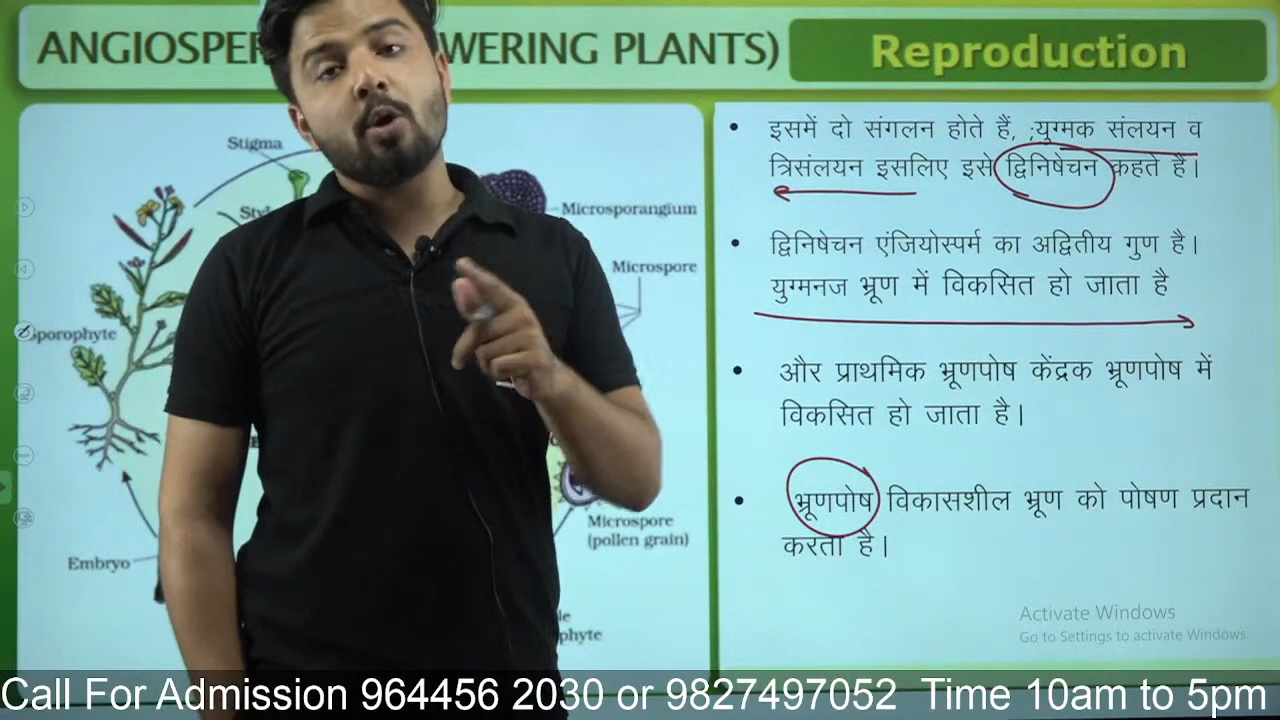 ANGIOSPER WERING PLANTS)
Reproduction
Stigma
Microsporangium
Microspore
Sporophyte
Embryo
Microspore
(pollen grain)
इसमें दो संगलन होते हैं, ;युग्मक संलयन व
त्रिसंलयन इसलिए इसे द्विनिषेचन कहते हैं।
द्विनिषेचन एंजियोस्पर्म का अद्वितीय गुण है।
युग्मनज भ्रूण में विकसित हो जाता है
और प्राथमिक भ्रूणपोष केंद्रक भ्रूणपोष में
विकसित हो जाता है।
भ्रूणपोष विकासशील भ्रूण को पोषण प्रदान
करता है।
Activate Windows
Go to Settings to activate Windows.
Call For Admission 964456 2030 or 9827497052 Time 10am to 5pm